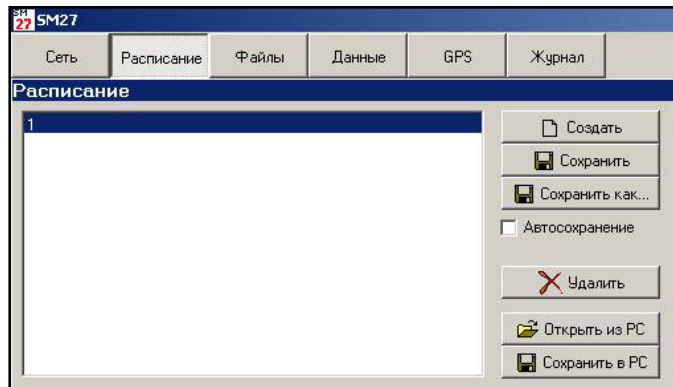 SM
27 SM27
Сеть Расписание Файлы Данные GPS Журнал
Расписание
1
Создать
Сохранить
Сохранить как...
Автосохранение
Удалить
Открыть из PC
Сохранить в PC